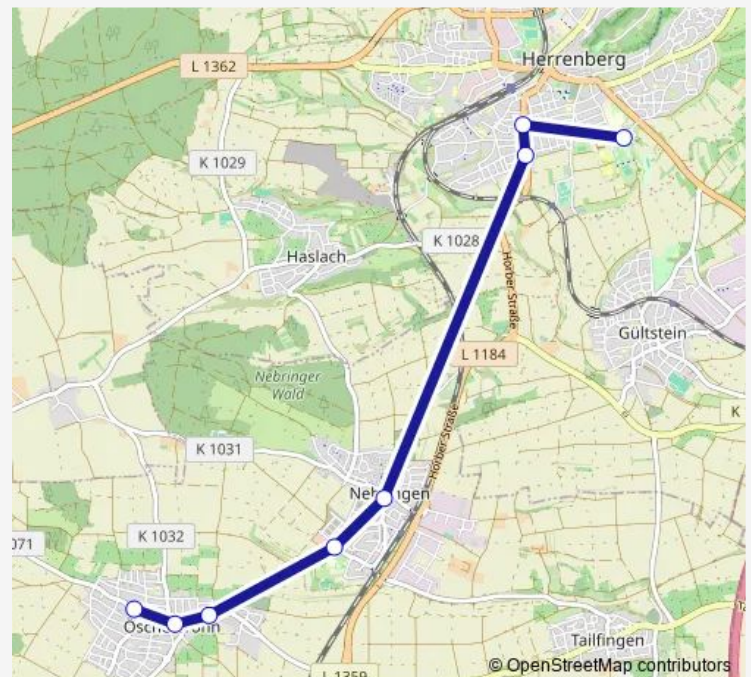 Herrenberg
L 1362
K 1029
K 1028
Haslach
Horber Straße
Gültstein
L 1184
Nebringer
Wald
K
Horber Straße
K 1031
Nebringen
K 1032
071
Öschelbronn
Tailfingen
L 1359
© OpenStreetMap contributors